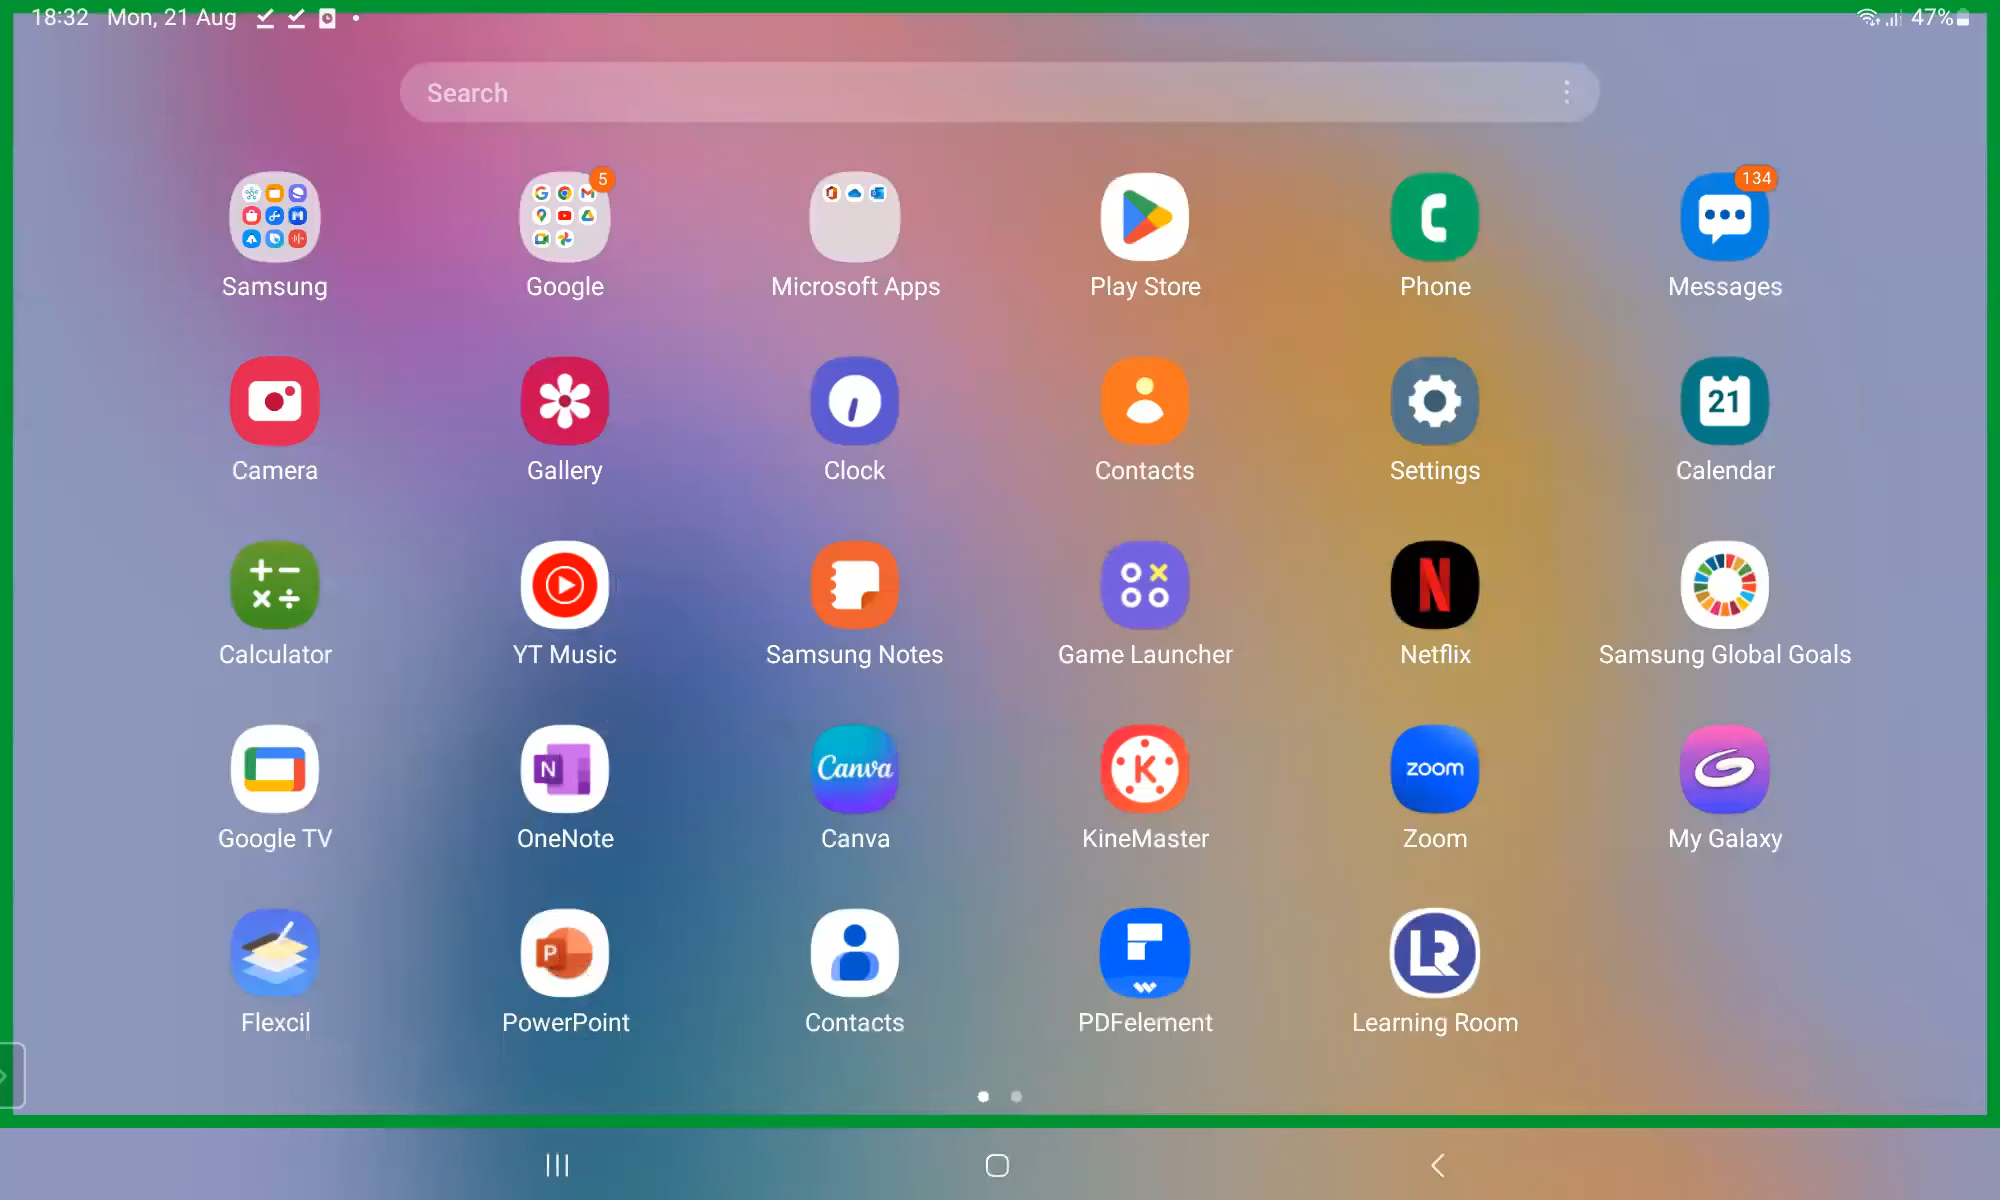 18:32 Mon, 21 Aug
47%
Search
5
134
Samsung
Google
Microsoft Apps
Play Store
Phone
Messages
21
Camera
Gallery
Clock
Contacts
Settings
Calendar
Calculator
YT Music
Samsung Notes
Game Launcher
Netflix
Samsung Global Goals
N
Canva
K
zoom
Google TV
OneNote
Canva
KineMaster
Zoom
My Galaxy
P
LR
Flexcil
PowerPoint
Contacts
PDFelement
Learning Room